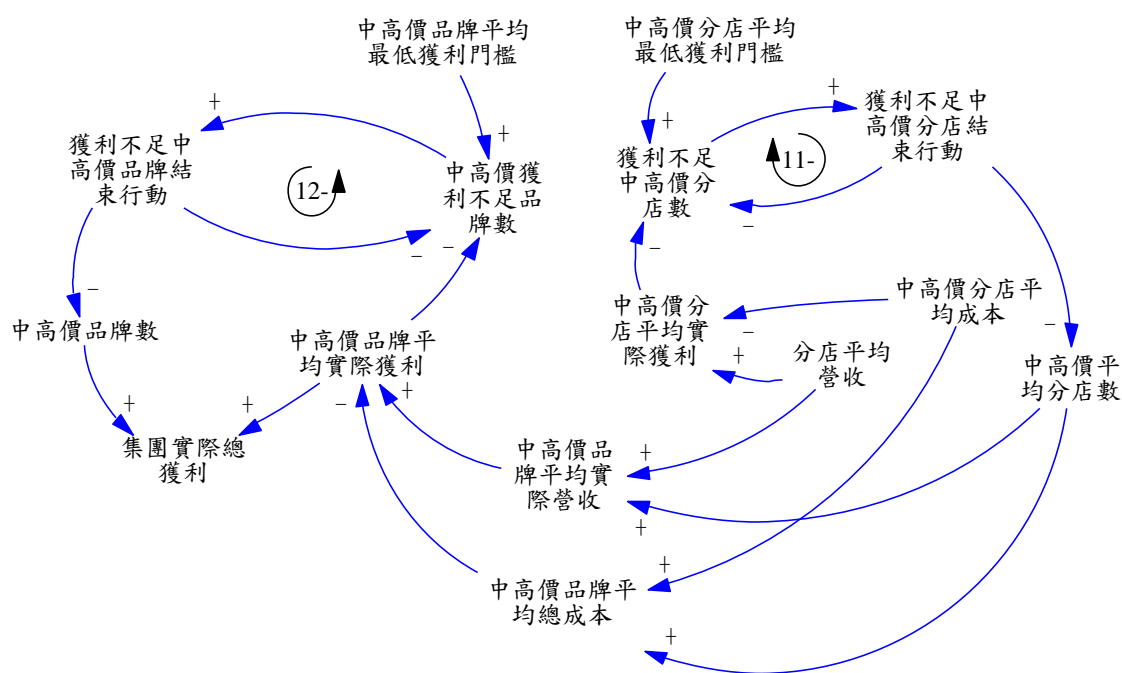 中高價品牌平均
最低獲利門檻
中高價分店平均
最低獲利門檻
+
+
+
+
獲利不足中
高價品牌結
束行動
12-
中高價獲
利不足品
牌數
獲利不足
中高價分
店數
11-
獲利不足中
高價分店結
束行動
−
−
−
−
−
中高價品牌數
中高價品牌平
均實際獲利
中高價分
店平均實
際獲利
中高價分店平
均成本
−
−
+
分店平均
營收
中高價平
均分店數
+
+
−
+
集團實際總
獲利
中高價品
牌平均實
際營收
+
+
中高價品牌平
均總成本
+
+